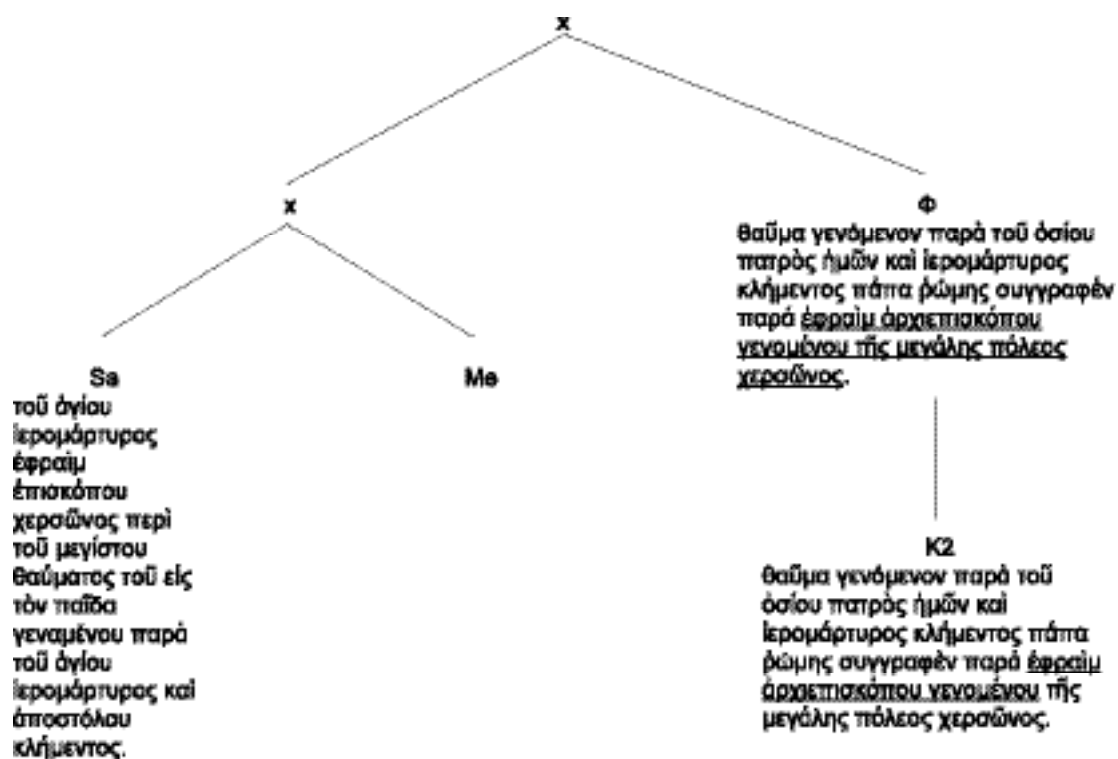 x
x
Φ
θαῦμα γενόμενον παρὰ τοῦ ὁσίου
πατρὸς ἡμῶν καὶ ἱερομάρτυρος
κλήμεντος πάπα ῥώμης συγγραφὲν
παρά ἐφραὶμ ἀρχιεπισκόπου
γενομένου τῆς μεγάλης πόλεος
χερσῶνος.
Sa
τοῦ ἁγίου
ἱερομάρτυρος
ἐφραὶμ
ἐπισκόπου
χερσῶνος περὶ
τοῦ μεγίστου
θαύματος τοῦ εἰς
τὸν παῖδα
γεναμένου παρά
τοῦ ἁγίου
ἱερομάρτυρος καὶ
ἀποστόλου
κλήμεντος.
Me
K2
θαῦμα γενόμενον παρὰ τοῦ
ὁσίου πατρὸς ἡμῶν καὶ
ἱερομάρτυρος κλήμεντος πάπα
ῥώμης συγγραφὲν παρά ἐφραὶμ
ἀρχιεπισκόπου γενομένου τῆς
μεγάλης πόλεος χερσῶνος.